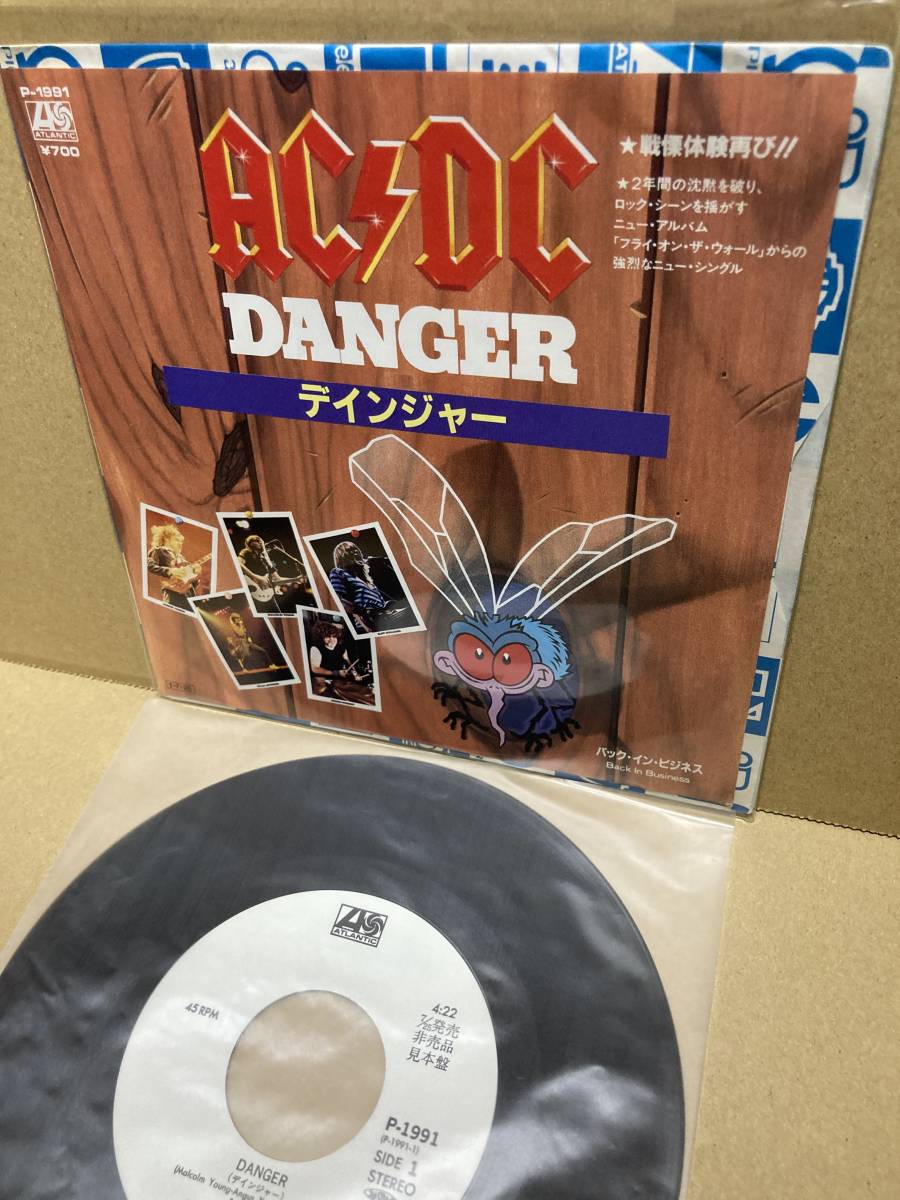 P-1991
ATLANTIC
¥700
AC DC
DANGER
デインジャー
★戦慄体験再び!!
★2年間の沈黙を破り、
ロック・シーンを揺がす
ニュー・アルバム
「フライ・オン・ザ・ウォール」からの
強烈なニュー・シングル
バック・イン・ビジネス
Back In Business
ATLANTIC
45 RPM
4:22
7/25発売
非売品
見本盤
P-1991
(P-1991-1)
SIDE 1
STEREO
DANGER
(デインジャー)
(Malcolm Young-Angus